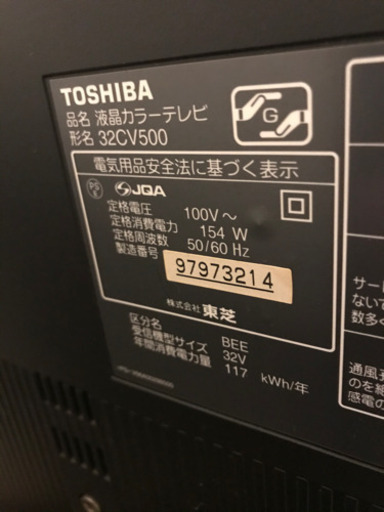 TOSHIBA
品名 液晶カラーテレビ
形名 32CV500
G
電気用品安全法に基づく表示
PS E JQA
定格電圧 100V～
定格消費電力 154 W
定格周波数 50/60 Hz
製造番号 97973214
株式会社 東芝
区分名 BEE
受信機型サイズ 32V
年間消費電力量 117 kWh/年
サー
ない
数多
通風
のを
感電の